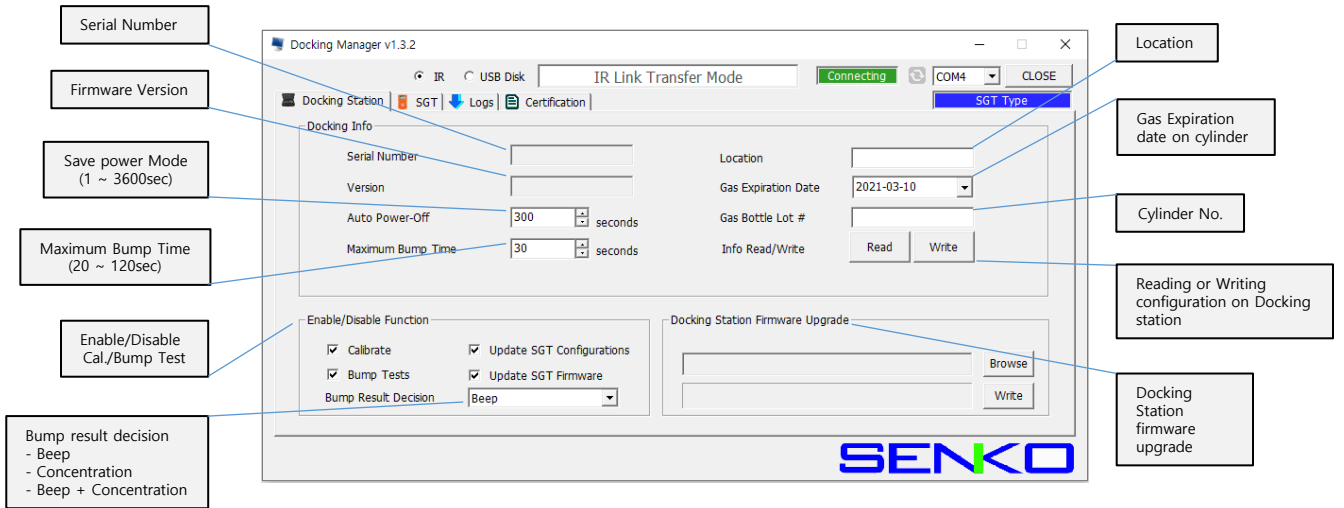 Serial Number
Firmware Version
Save power Mode
(1 ~ 3600sec)
Maximum Bump Time
(20 ~ 120sec)
Enable/Disable
Cal./Bump Test
Bump result decision
- Beep
- Concentration
- Beep + Concentration
Docking Manager v1.3.2
IR USB Disk IR Link Transfer Mode Connecting COM4 CLOSE
Docking Station SGT Logs Certification SGT Type
Docking Info
Serial Number Location
Version Gas Expiration Date 2021-03-10
Auto Power-Off 300 seconds Gas Bottle Lot #
Maximum Bump Time 30 seconds Info Read/Write Read Write
Enable/Disable Function
Calibrate Update SGT Configurations
Bump Tests Update SGT Firmware
Bump Result Decision Beep
Docking Station Firmware Upgrade
Browse
Write
SENKO
Location
Gas Expiration
date on cylinder
Cylinder No.
Reading or Writing
configuration on Docking
station
Docking
Station
firmware
upgrade